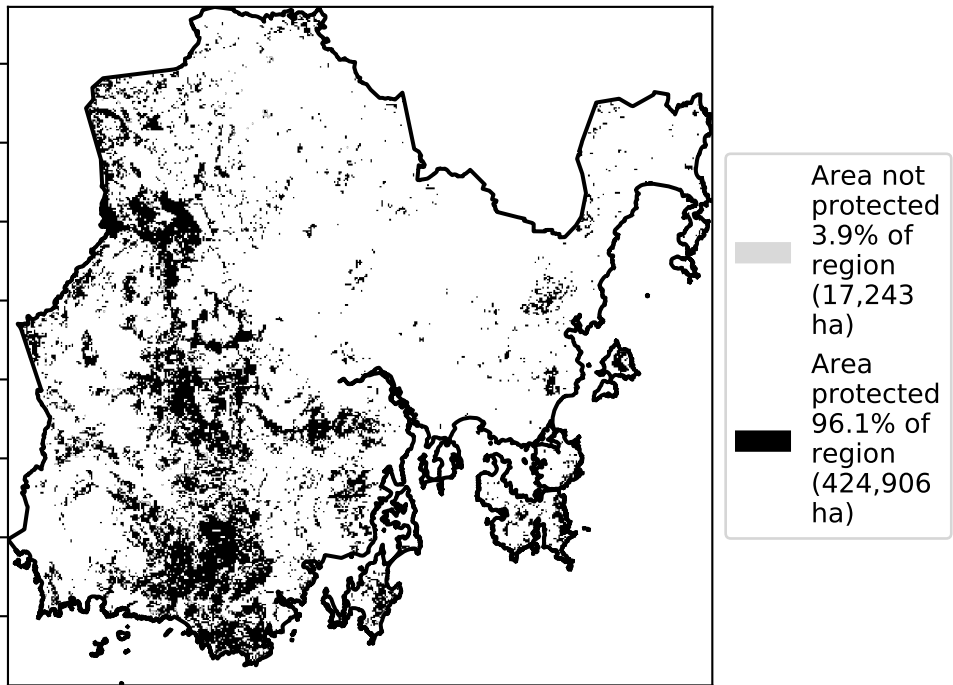 Area not
protected
3.9% of
region
(17,243
ha)
Area
protected
96.1% of
region
(424,906
ha)